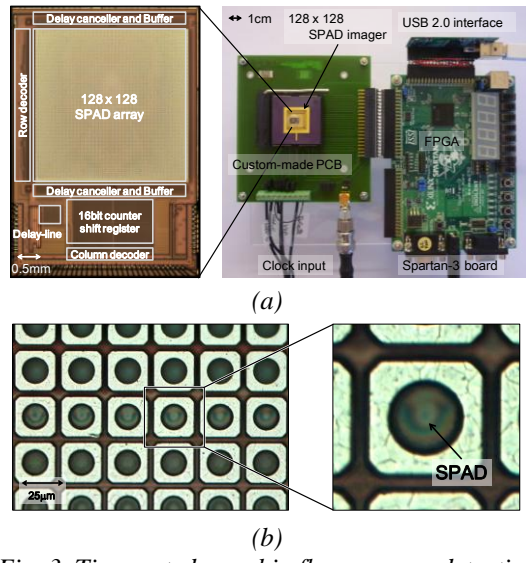 Delay canceller and Buffer
Row decoder
128 x 128
SPAD array
Delay canceller and Buffer
Delay-line
16bit counter
shift register
Column decoder
0.5mm
1cm
128 x 128
SPAD imager
USB 2.0 interface
FPGA
Custom-made PCB
Clock input
Spartan-3 board
(a)
25μm
SPAD
(b)